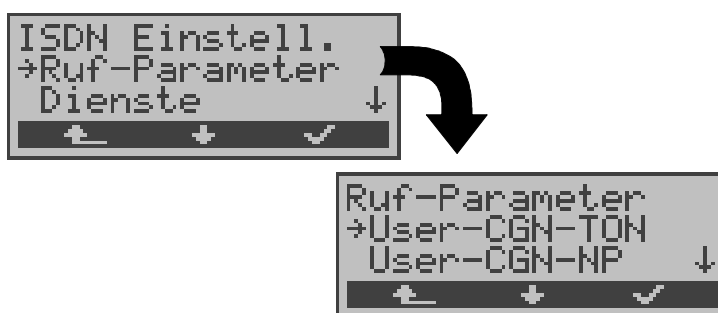 ISDN Einstell.
→Ruf-Parameter
Dienste ↓
Ruf-Parameter
→User-CGN-TON
User-CGN-NP ↓